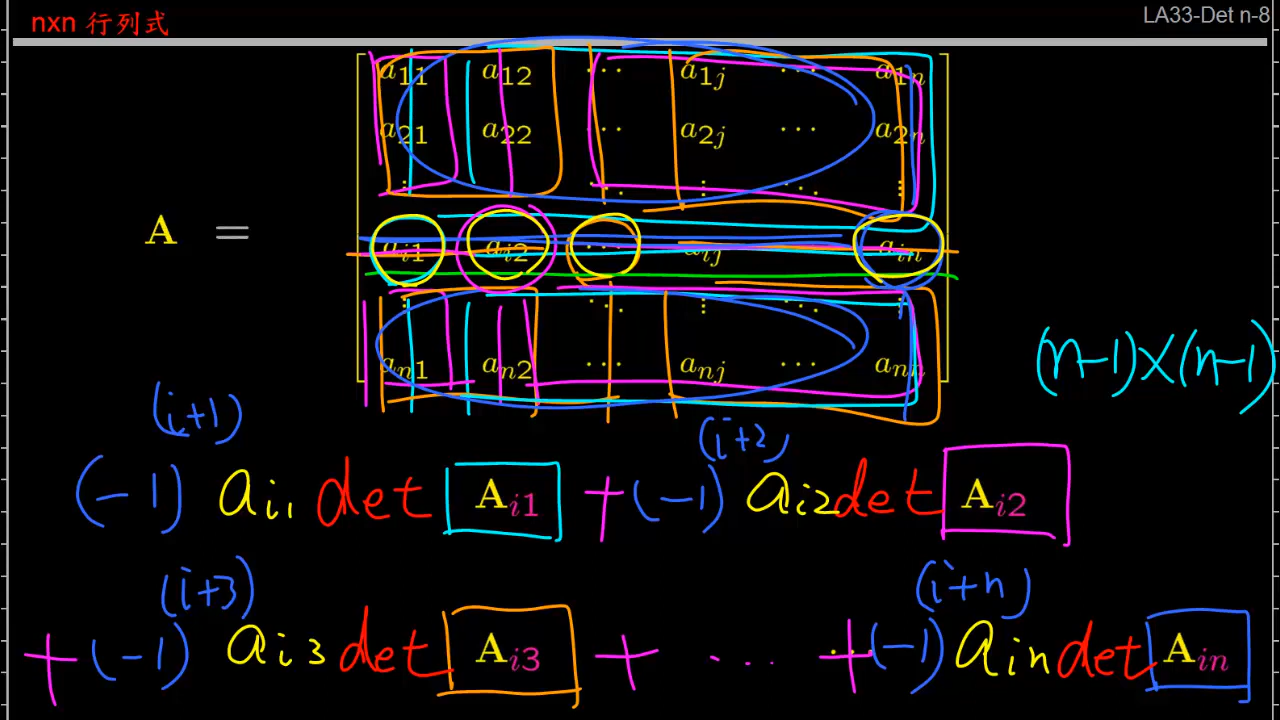 nxn 行列式
LA33-Det n-8
a11 a12 ··· a1j ··· a1n
a21 a22 ··· a2j ··· a2n
⋮ ⋱ ⋮ ⋱ ⋮
A =
ai1 ai2 ··· aij ain
⋮ ⋱ ⋮ ⋱ ⋮
an1 an2 ··· anj ··· ann
(n-1)×(n-1)
(i+1) (i+2)
(-1) ai1 det Ai1 + (-1) ai2 det Ai2
(i+3) (i+n)
+ (-1) ai3 det Ai3 + ··· + (-1) ain det Ain